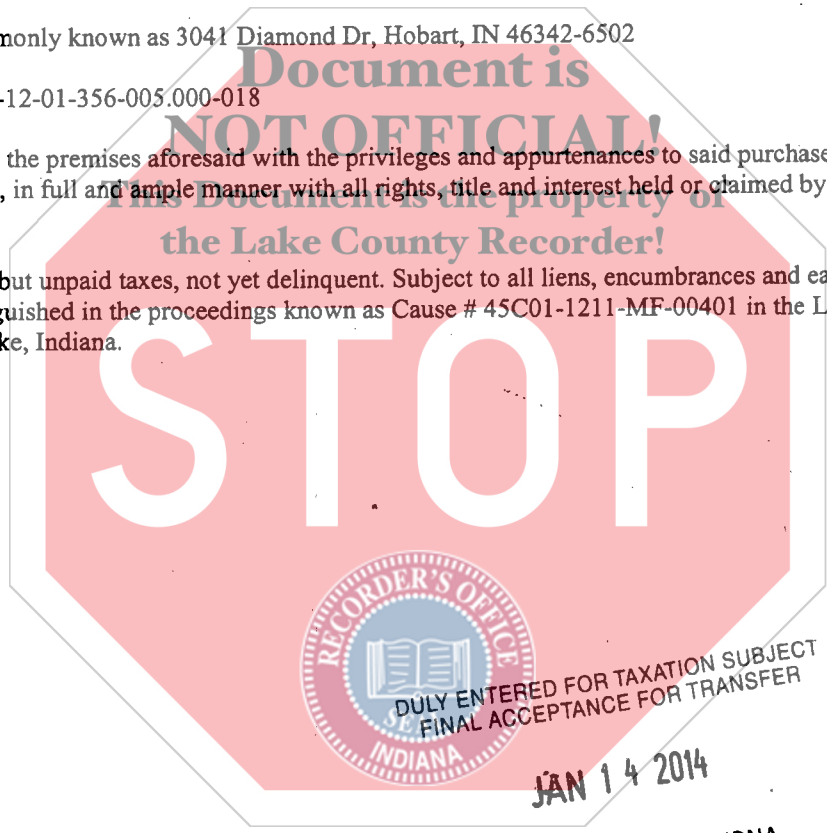 monly known as 3041 Diamond Dr, Hobart, IN 46342-6502
Document is
-12-01-356-005.000-018
NOT OFFICIAL!
the premises aforesaid with the privileges and appurtenances to said purchase
, in full and ample manner with all rights, title and interest held or claimed by
This Document is the property of
the Lake County Recorder!
but unpaid taxes, not yet delinquent. Subject to all liens, encumbrances and ea
guished in the proceedings known as Cause # 45C01-1211-MF-00401 in the L
ke, Indiana.
STOP
RECORDER'S OFFICE
SEAL
INDIANA
DULY ENTERED FOR TAXATION SUBJECT
FINAL ACCEPTANCE FOR TRANSFER
JAN 14 2014